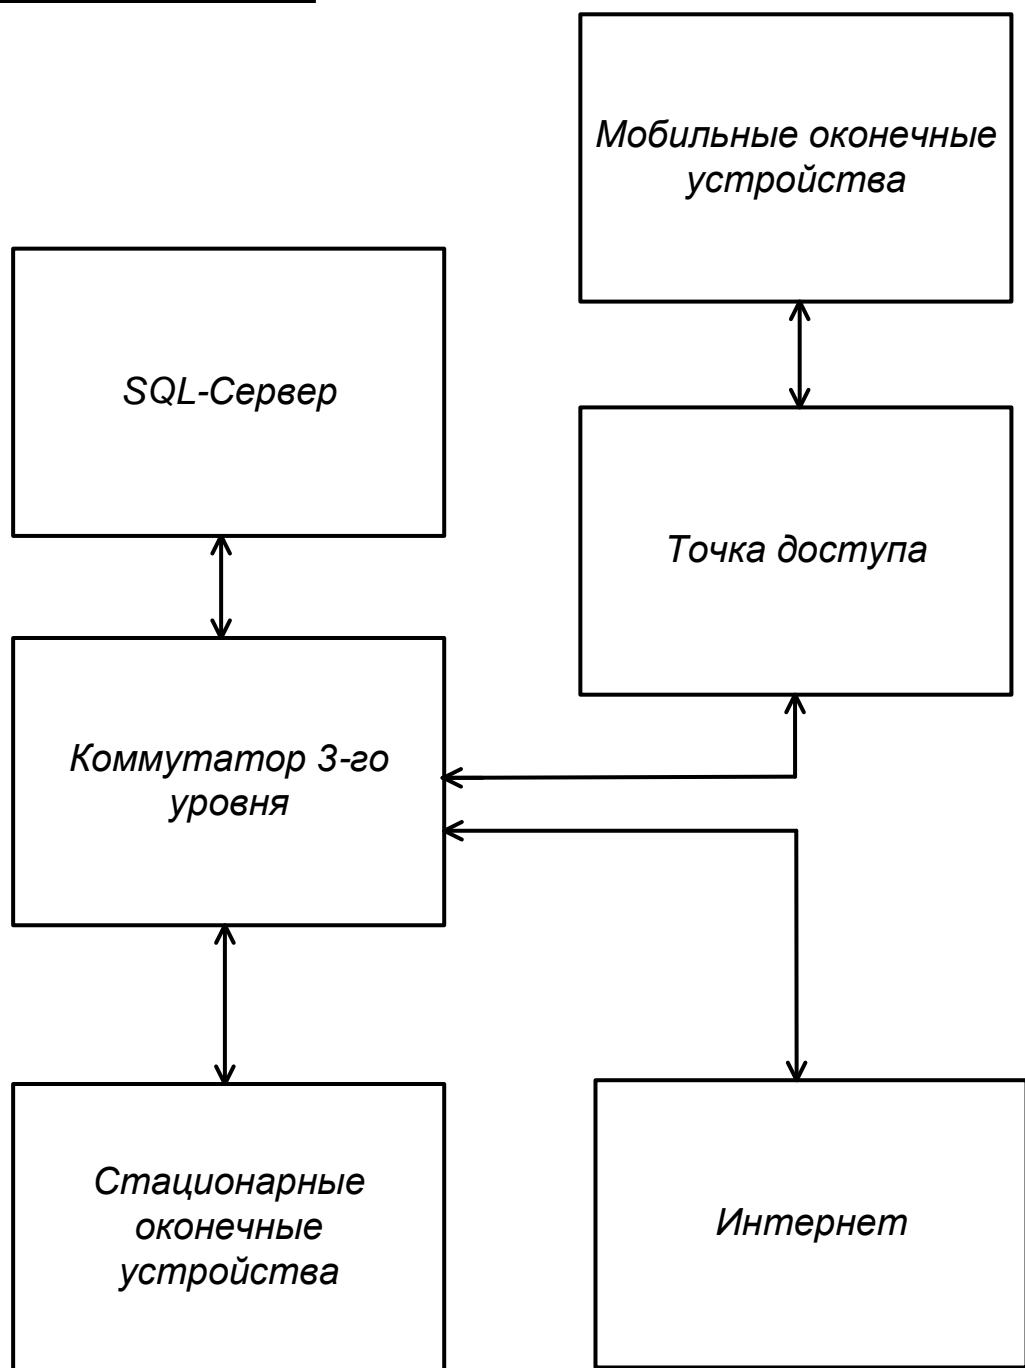 Мобильные оконечные
устройства
SQL-Сервер
Точка доступа
Коммутатор 3-го
уровня
Стационарные
оконечные
устройства
Интернет